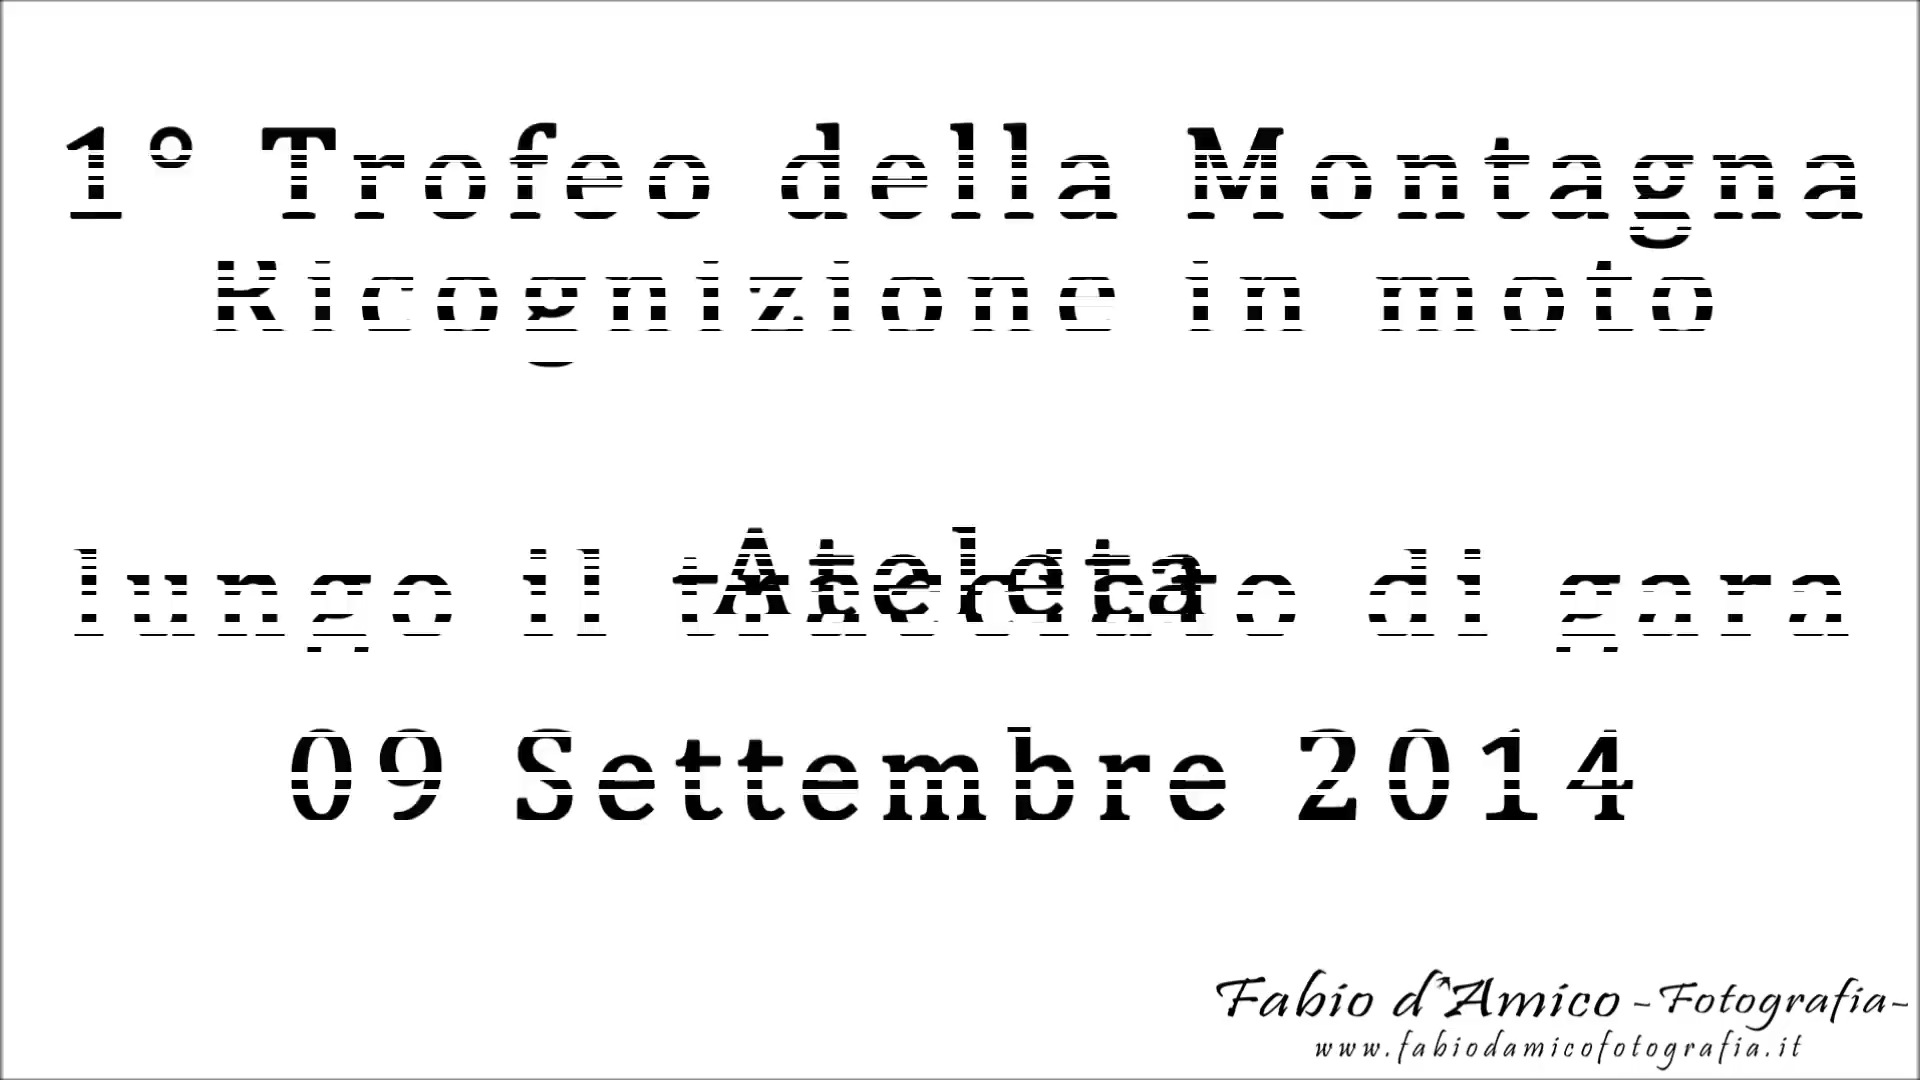 1° Trofeo della Montagna
Ricognizione in moto
Ateleta
lungo il tracciato di gara
09 Settembre 2014
Fabio d'Amico - Fotografia-
www.fabiodamicofotografia.it